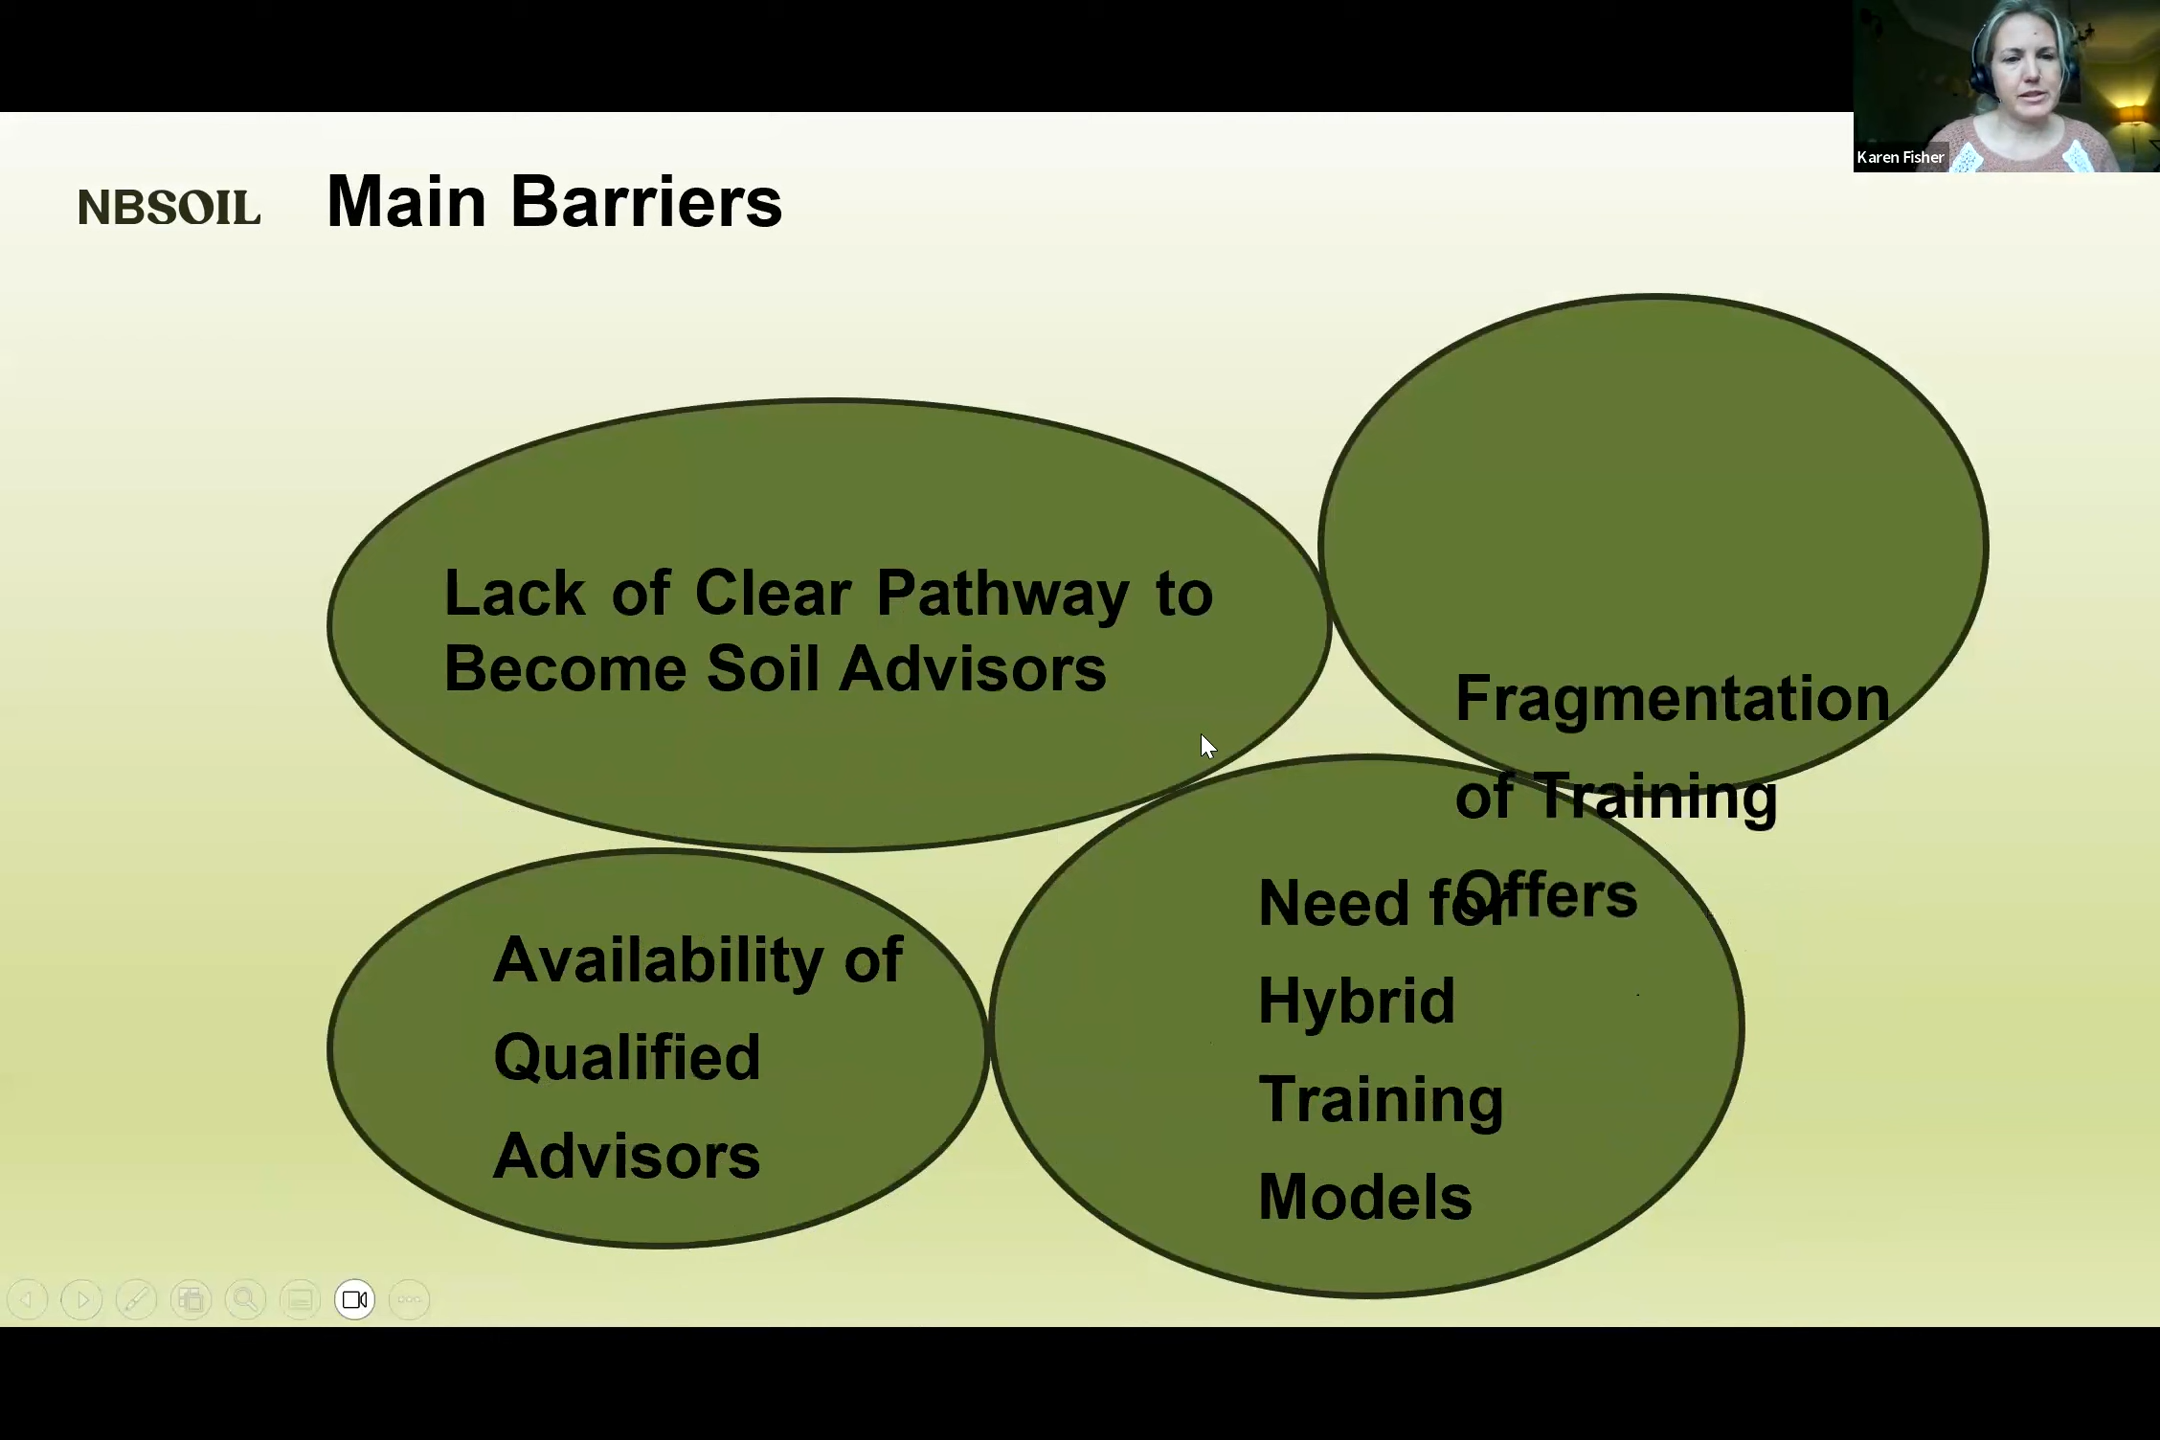 Karen Fisher
NBSOIL
Main Barriers
Lack of Clear Pathway to
Become Soil Advisors
Fragmentation
of Training
Offers
Availability of
Qualified
Advisors
Need for
Hybrid
Training
Models